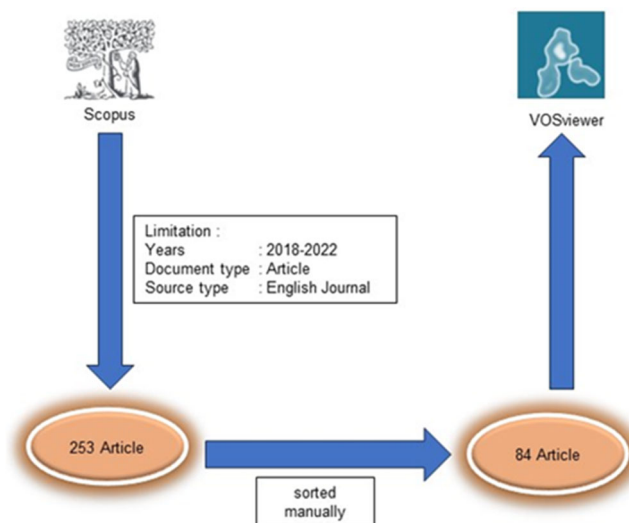 Scopus
VOSviewer
Limitation :
Years : 2018-2022
Document type : Article
Source type : English Journal
253 Article
84 Article
sorted
manually